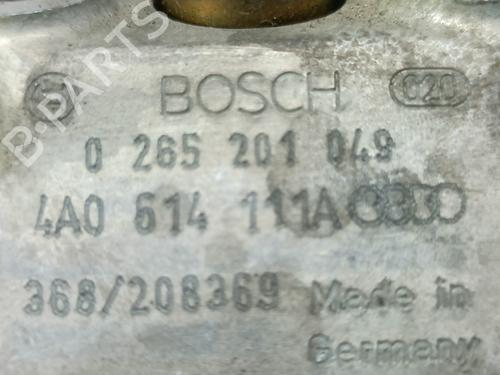 BOSCH 020
0 265 201 049
4A0 614 111A
368/208369 Made in
Germany
B-PARTS